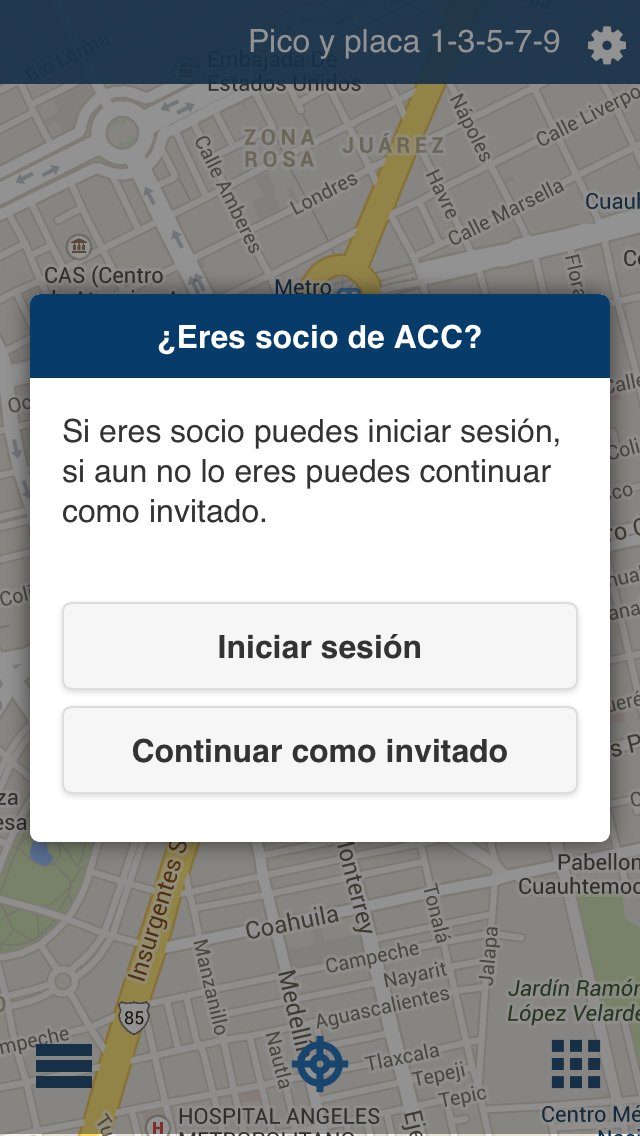 Pico y placa 1-3-5-7-9
Rio Lerma
Embajada De
Estados Unidos
Nápoles
Calle Liverpo
ZONA
ROSA
JUÁREZ
Calle Amberes
Londres
Havre
Calle Marsella
Cuaul
CAS (Centro
Metro
Flora
¿Eres socio de ACC?
Si eres socio puedes iniciar sesión,
si aun no lo eres puedes continuar
como invitado.
Iniciar sesión
Continuar como invitado
Insurgentes S
Monterrey
Pabellon
Cuauhtemoc
Coahuila
Tonalá
Jalapa
Campeche
Nayarit
Manzanillo
Medellín
Aguascalientes
Jardín Ramón
López Velarde
85
mpeche
Nautla
Tlaxcala
Tepeji
Tepic
Eje
H
HOSPITAL ANGELES
METROPOLITANO
Centro Mé